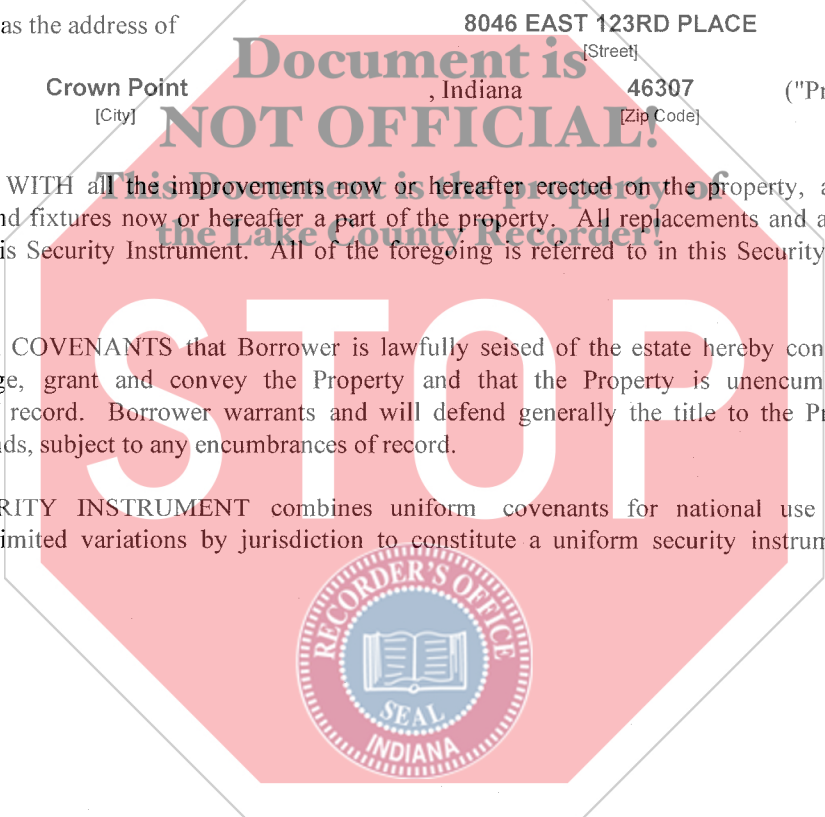 as the address of 8046 EAST 123RD PLACE
[Street]
Crown Point , Indiana 46307 ("Pr
[City] [Zip Code]
Document is
NOT OFFICIAL!
This Document is the property of
the Lake County Recorder!
WITH all the improvements now or hereafter erected on the property, a
nd fixtures now or hereafter a part of the property. All replacements and a
is Security Instrument. All of the foregoing is referred to in this Security
COVENANTS that Borrower is lawfully seised of the estate hereby con
ge, grant and convey the Property and that the Property is unencum
record. Borrower warrants and will defend generally the title to the Pr
nds, subject to any encumbrances of record.
RITY INSTRUMENT combines uniform covenants for national use
imited variations by jurisdiction to constitute a uniform security instrum
STOP
RECORDER'S OFFICE
SEAL
INDIANA